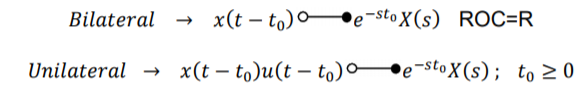 Bilateral → x(t − t₀) ○—● e^{−st₀}X(s) ROC=R
Unilateral → x(t − t₀)u(t − t₀) ○—● e^{−st₀}X(s) ; t₀ ≥ 0